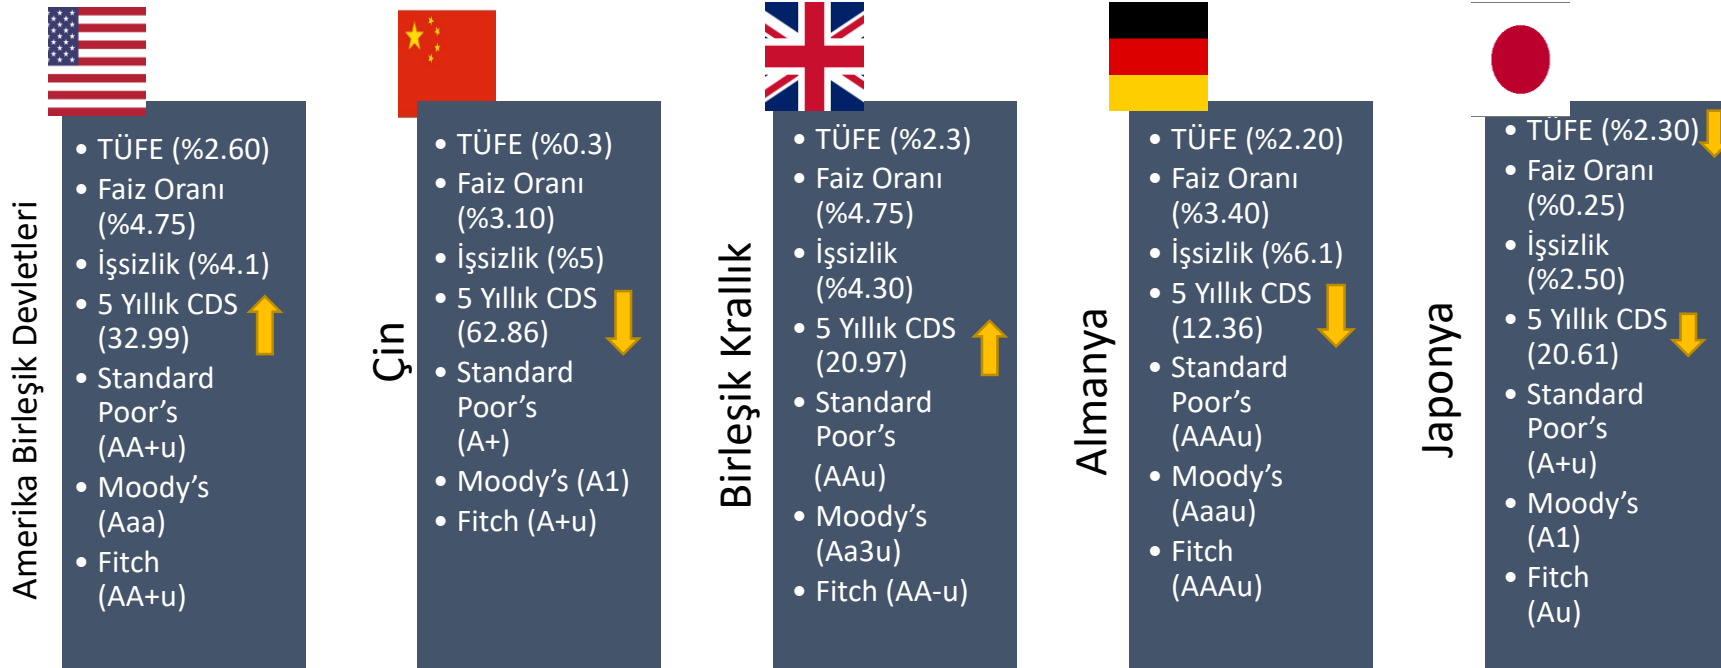 Amerika Birleşik Devletleri
• TÜFE (%2.60)
• Faiz Oranı
(%4.75)
• İşsizlik (%4.1)
• 5 Yıllık CDS
(32.99)
• Standard
Poor’s
(AA+u)
• Moody’s
(Aaa)
• Fitch
(AA+u)
Çin
• TÜFE (%0.3)
• Faiz Oranı
(%3.10)
• İşsizlik (%5)
• 5 Yıllık CDS
(62.86)
• Standard
Poor’s
(A+)
• Moody’s (A1)
• Fitch (A+u)
Birleşik Krallık
• TÜFE (%2.3)
• Faiz Oranı
(%4.75)
• İşsizlik
(%4.30)
• 5 Yıllık CDS
(20.97)
• Standard
Poor’s
(AAu)
• Moody’s
(Aa3u)
• Fitch (AA-u)
Almanya
• TÜFE (%2.20)
• Faiz Oranı
(%3.40)
• İşsizlik (%6.1)
• 5 Yıllık CDS
(12.36)
• Standard
Poor’s
(AAAu)
• Moody’s
(Aaau)
• Fitch
(AAAu)
Japonya
• TÜFE (%2.30)
• Faiz Oranı
(%0.25)
• İşsizlik
(%2.50)
• 5 Yıllık CDS
(20.61)
• Standard
Poor’s
(A+u)
• Moody’s
(A1)
• Fitch
(Au)